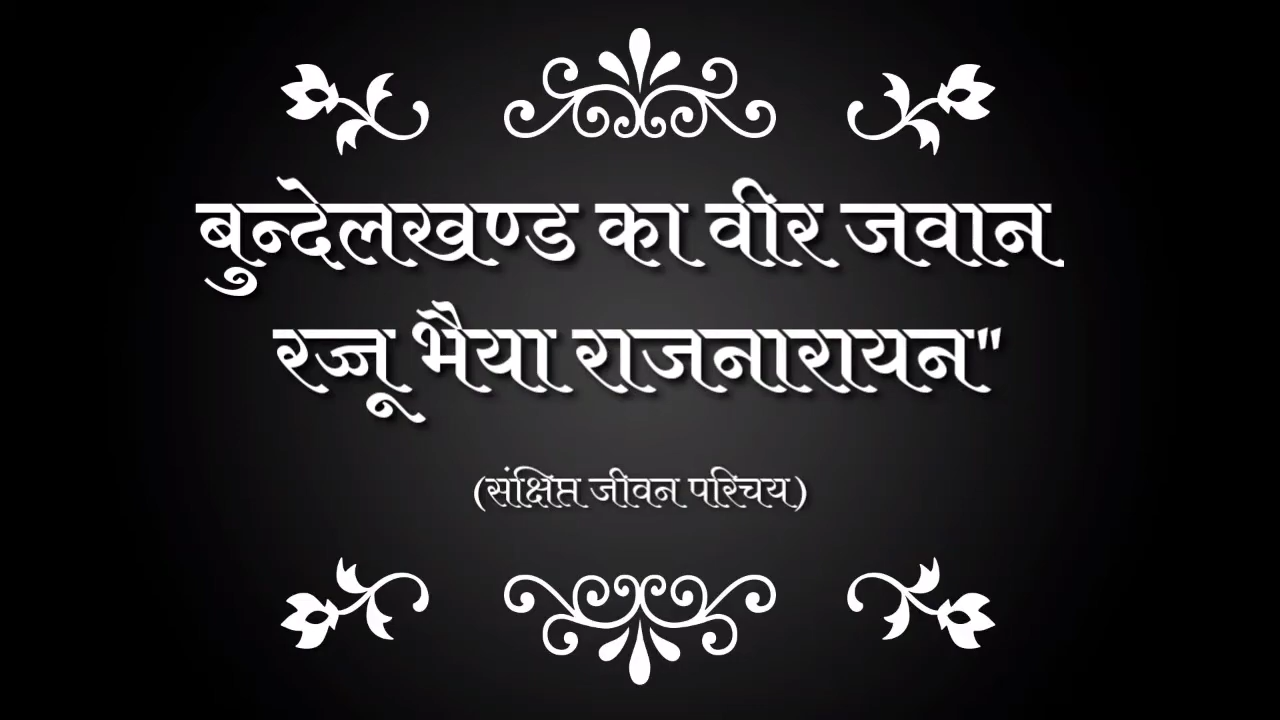 बुन्देलखण्ड का वीर जवान
रज्जू भैया राजनारायन"
(संक्षिप्त जीवन परिचय)